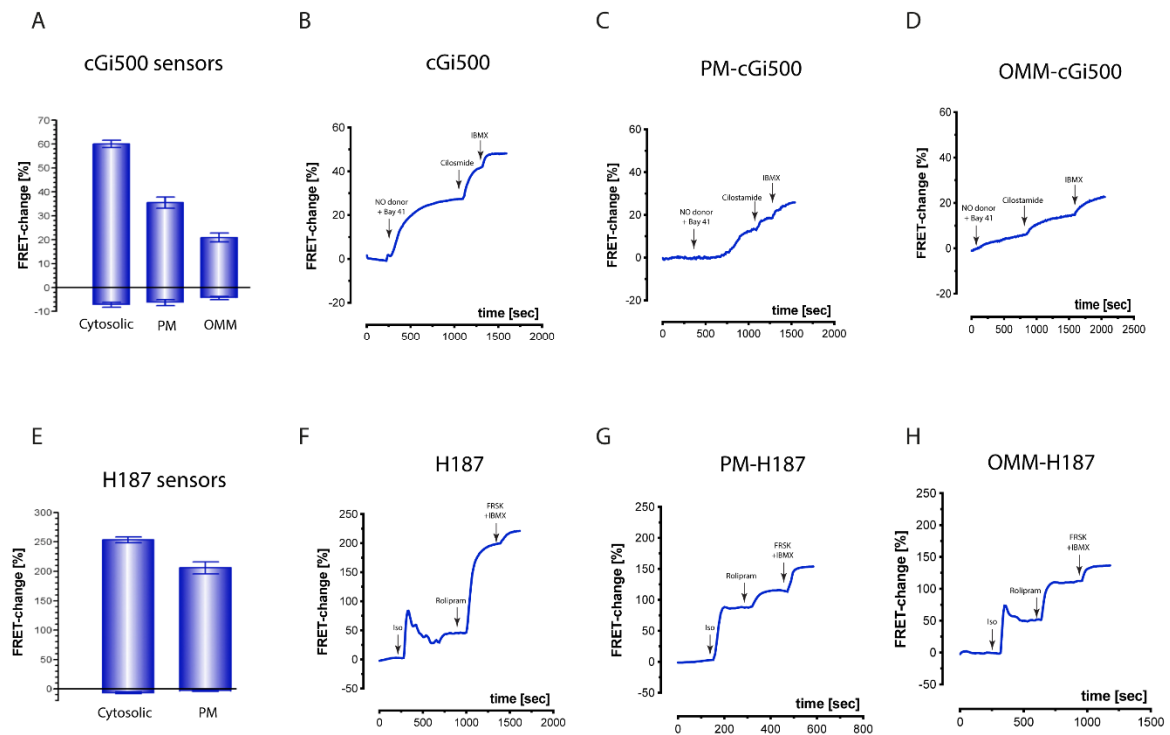 A
cGi500 sensors
FRET-change [%]
70
60
50
40
30
20
10
0
-10
Cytosolic PM OMM
B
cGi500
FRET-change [%]
60
40
20
0
20
NO donor
+ Bay 41
Cilosmide
IBMX
time [sec]
0 500 1000 1500 2000
C
PM-cGi500
FRET-change [%]
60
40
20
0
20
NO donor
+ Bay 41
Cilostamide
IBMX
time [sec]
0 500 1000 1500 2000
D
OMM-cGi500
FRET-change [%]
60
40
20
0
-20
NO donor
+ Bay 41
Cilostamide
IBMX
time [sec]
0 500 1000 1500 2000 2500
E
H187 sensors
FRET-change [%]
300
250
200
150
100
50
0
50
Cytosolic PM
F
H187
FRET-change [%]
250
200
150
100
50
0
-50
Iso
Rolipram
FRSK
+IBMX
time [sec]
0 500 1000 1500 2000
G
PM-H187
FRET-change [%]
250
200
150
100
50
0
-50
Iso
Rolipram
FRSK
+IBMX
time [sec]
0 200 400 600 800
H
OMM-H187
FRET-change [%]
250
200
150
100
50
0
-50
Iso
Rolipram
FRSK
+IBMX
time [sec]
0 500 1000 1500